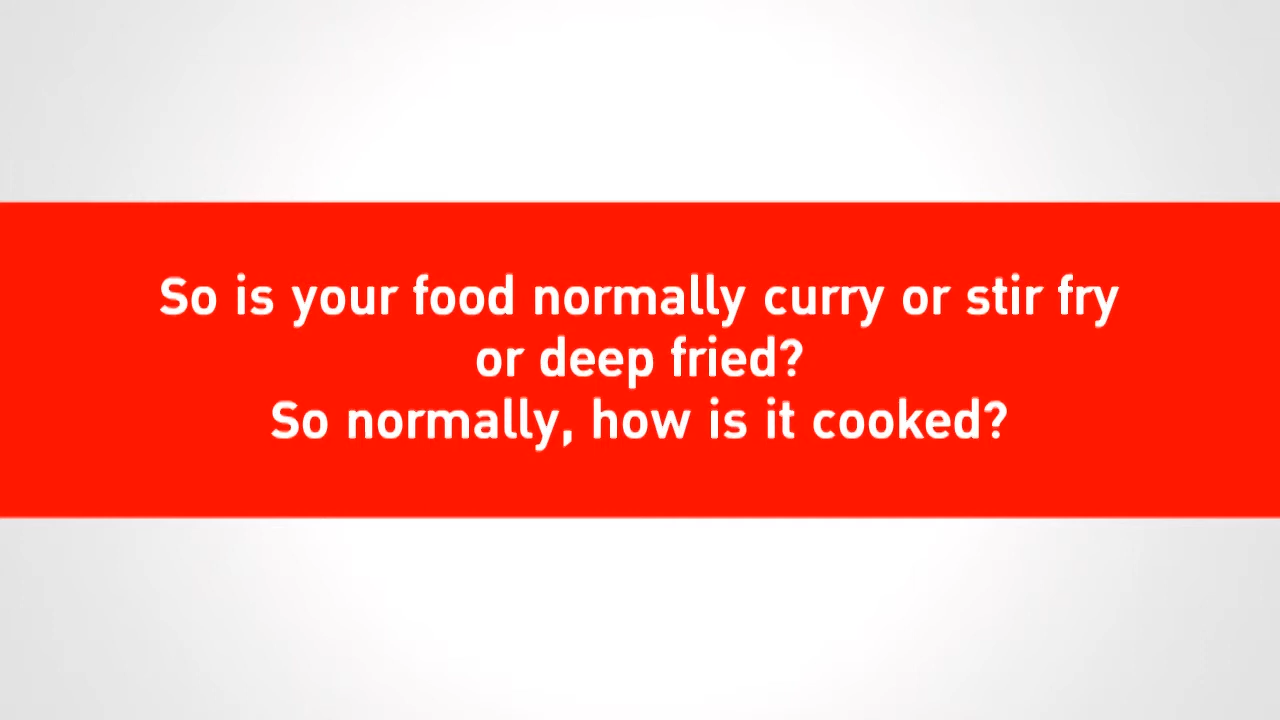 So is your food normally curry or stir fry
or deep fried?
So normally, how is it cooked?